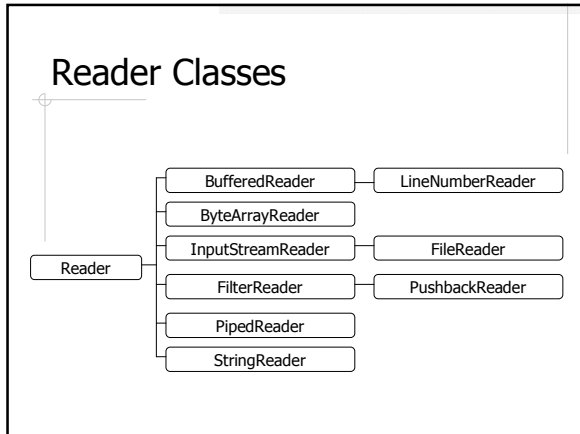 Reader Classes
BufferedReader LineNumberReader
ByteArrayReader
InputStreamReader FileReader
Reader
FilterReader PushbackReader
PipedReader
StringReader